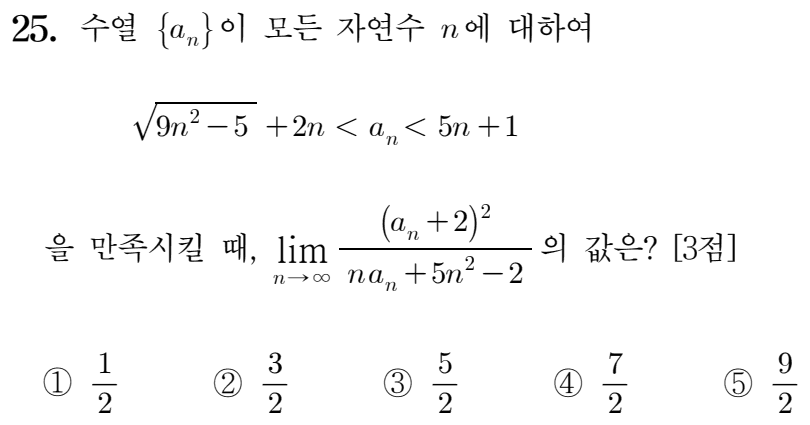 25. 수열 {aₙ}이 모든 자연수 n에 대하여
√(9n²−5) + 2n < aₙ < 5n + 1
을 만족시킬 때, lim_{n→∞} (aₙ+2)² / (naₙ+5n²−2) 의 값은? [3점]
① 1/2 ② 3/2 ③ 5/2 ④ 7/2 ⑤ 9/2